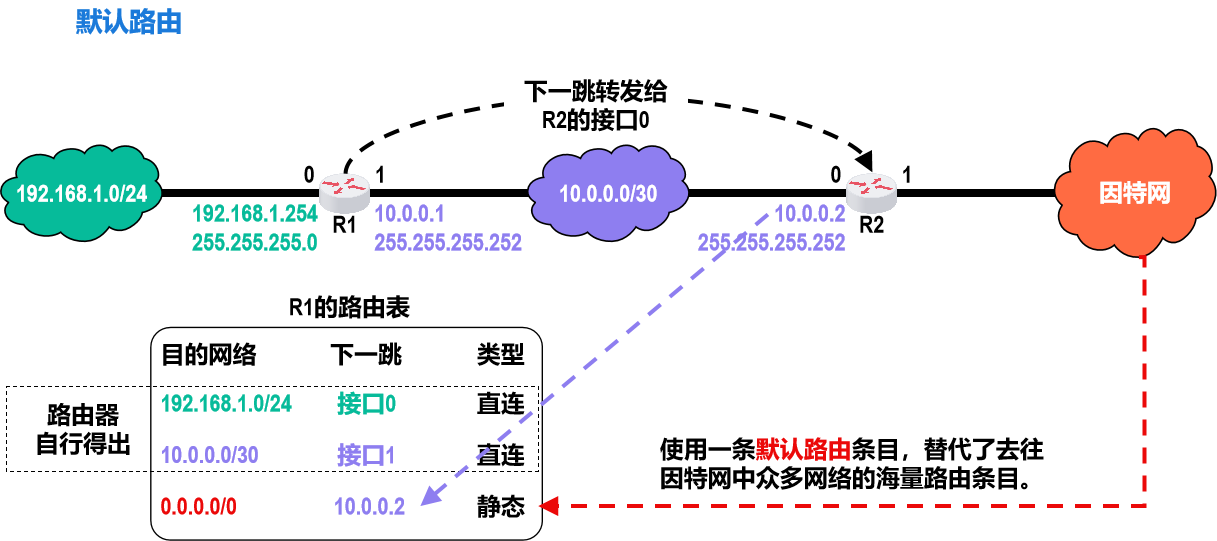 默认路由
下一跳转发给
R2的接口0
0
1
0
1
192.168.1.0/24
10.0.0.0/30
因特网
192.168.1.254
255.255.255.0
R1
10.0.0.1
255.255.255.252
10.0.0.2
255.255.255.252
R2
R1的路由表
目的网络 下一跳 类型
路由器
自行得出
192.168.1.0/24 接口0 直连
10.0.0.0/30 接口1 直连
0.0.0.0/0 10.0.0.2 静态
使用一条默认路由条目，替代了去往
因特网中众多网络的海量路由条目。